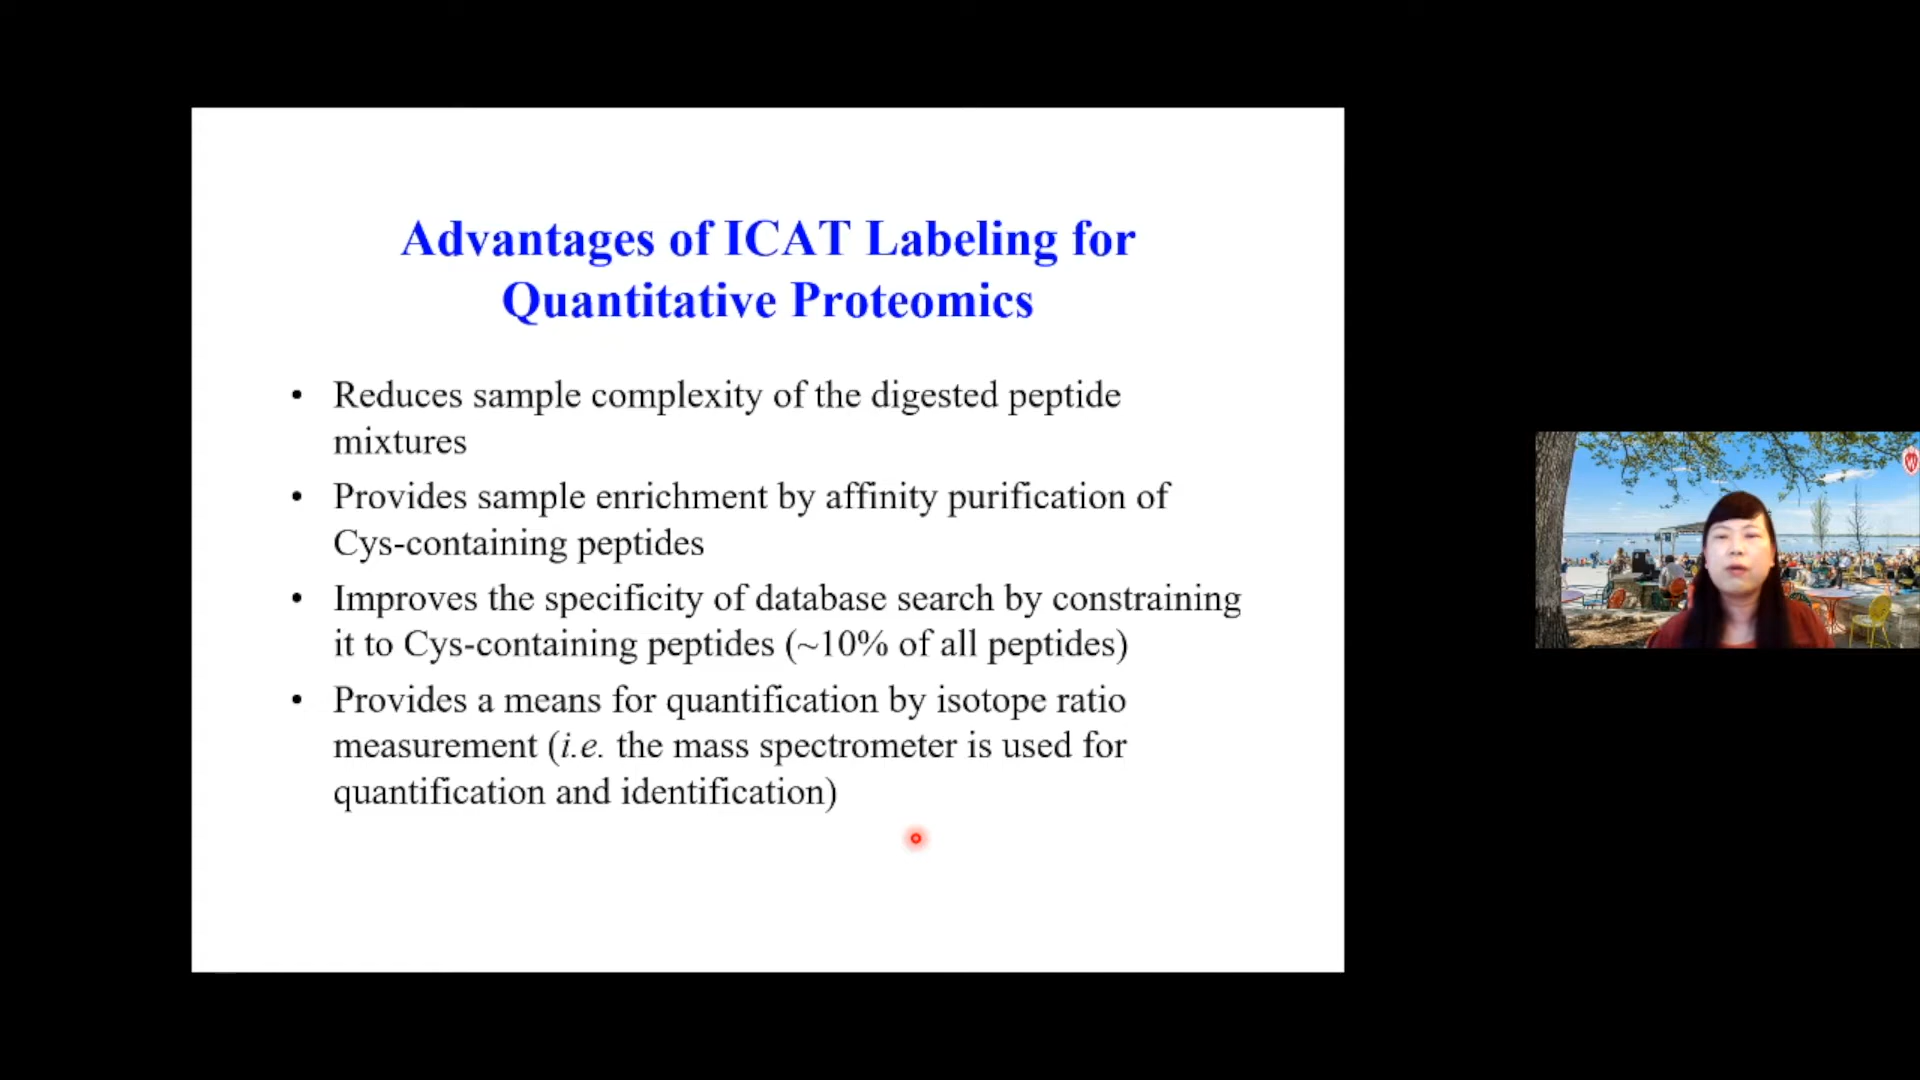 Advantages of ICAT Labeling for
Quantitative Proteomics
• Reduces sample complexity of the digested peptide
mixtures
• Provides sample enrichment by affinity purification of
Cys-containing peptides
• Improves the specificity of database search by constraining
it to Cys-containing peptides (~10% of all peptides)
• Provides a means for quantification by isotope ratio
measurement (i.e. the mass spectrometer is used for
quantification and identification)
W